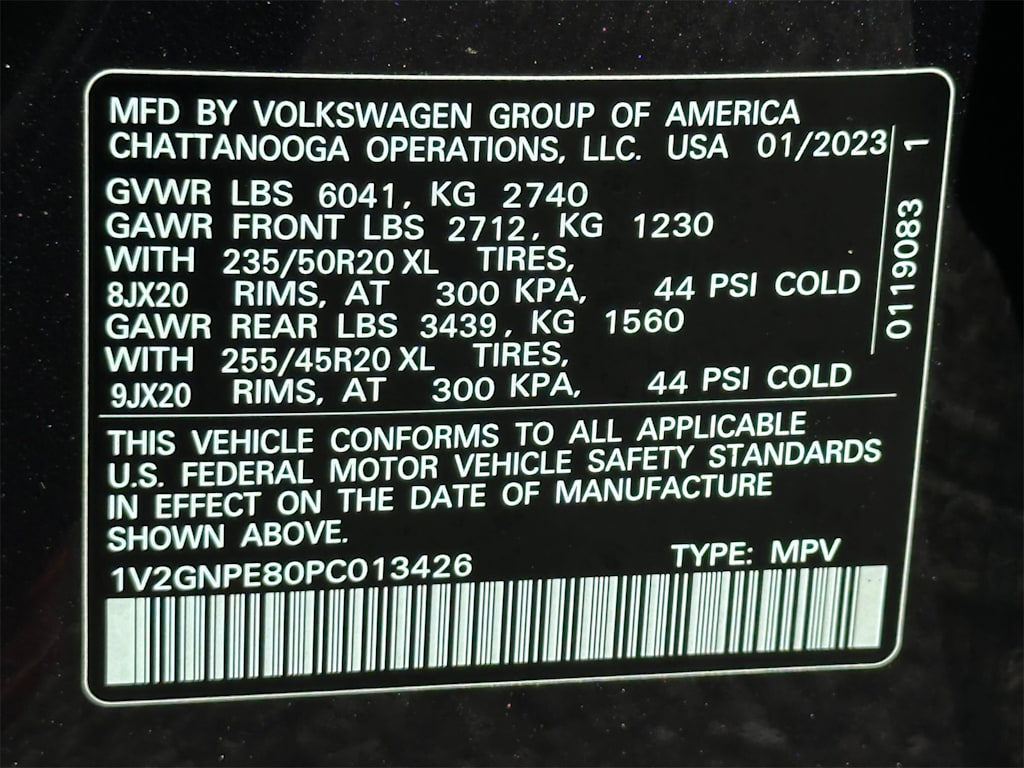 MFD BY VOLKSWAGEN GROUP OF AMERICA
CHATTANOOGA OPERATIONS, LLC. USA 01/2023
GVWR LBS 6041, KG 2740
GAWR FRONT LBS 2712, KG 1230
WITH 235/50R20 XL TIRES,
8JX20 RIMS, AT 300 KPA, 44 PSI COLD
GAWR REAR LBS 3439, KG 1560
WITH 255/45R20 XL TIRES,
9JX20 RIMS, AT 300 KPA, 44 PSI COLD
0119083 1
THIS VEHICLE CONFORMS TO ALL APPLICABLE
U.S. FEDERAL MOTOR VEHICLE SAFETY STANDARDS
IN EFFECT ON THE DATE OF MANUFACTURE
SHOWN ABOVE.
1V2GNPE80PC013426 TYPE: MPV